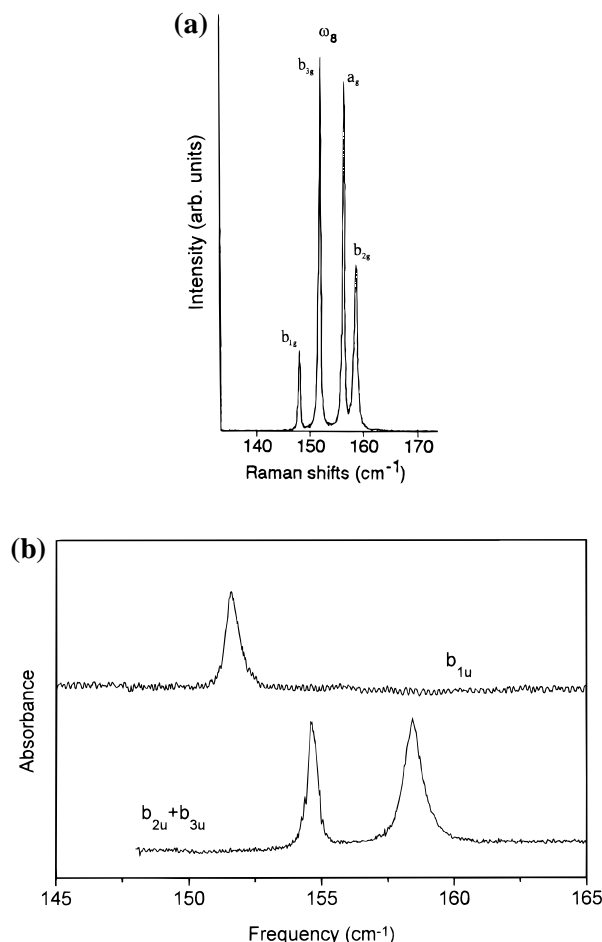 (a)
ω₈
b₃g
a_g
b₂g
b₁g
Intensity (arb. units)
140 150 160 170
Raman shifts (cm⁻¹)
(b)
b₁u
b₂u+b₃u
Absorbance
145 150 155 160 165
Frequency (cm⁻¹)